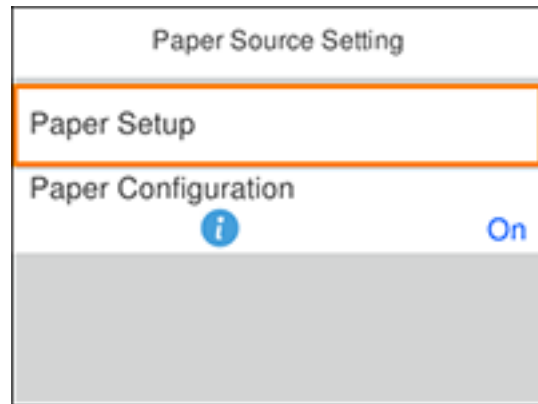 Paper Source Setting
Paper Setup
Paper Configuration
i
On